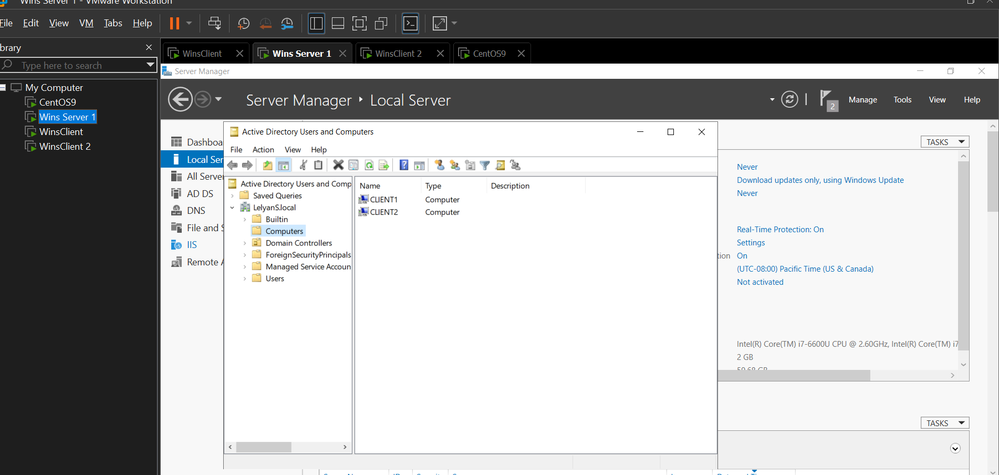 Wins Server 1 - VMware Workstation
File Edit View VM Tabs Help
brary
Type here to search
My Computer
CentOS9
Wins Server 1
WinsClient
WinsClient 2
WinsClient Wins Server 1 WinsClient 2 CentOS9
Server Manager
Server Manager ‣ Local Server
2
Manage Tools View Help
Dashboa
Local Ser
All Server
AD DS
DNS
File and S
IIS
Remote A
Active Directory Users and Computers
File Action View Help
Active Directory Users and Comp
Saved Queries
LelyanS.local
Builtin
Computers
Domain Controllers
ForeignSecurityPrincipals
Managed Service Accoun
Users
Name Type Description
CLIENT1 Computer
CLIENT2 Computer
TASKS
Never
Download updates only, using Windows Update
Never
Real-Time Protection: On
Settings
tion On
(UTC-08:00) Pacific Time (US & Canada)
Not activated
Intel(R) Core(TM) i7-6600U CPU @ 2.60GHz, Intel(R) Core(TM) i7
2 GB
59.68 GB
TASKS